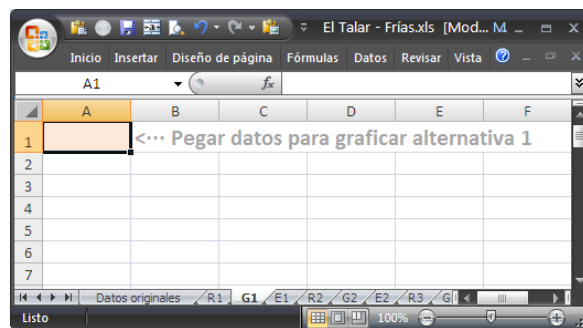 El Talar - Frías.xls [Mod... M
Inicio Insertar Diseño de página Fórmulas Datos Revisar Vista
A1 fx
A B C D E F
1 <··· Pegar datos para graficar alternativa 1
2
3
4
5
6
7
Datos originales R1 G1 E1 R2 G2 E2 R3 G
Listo 100%